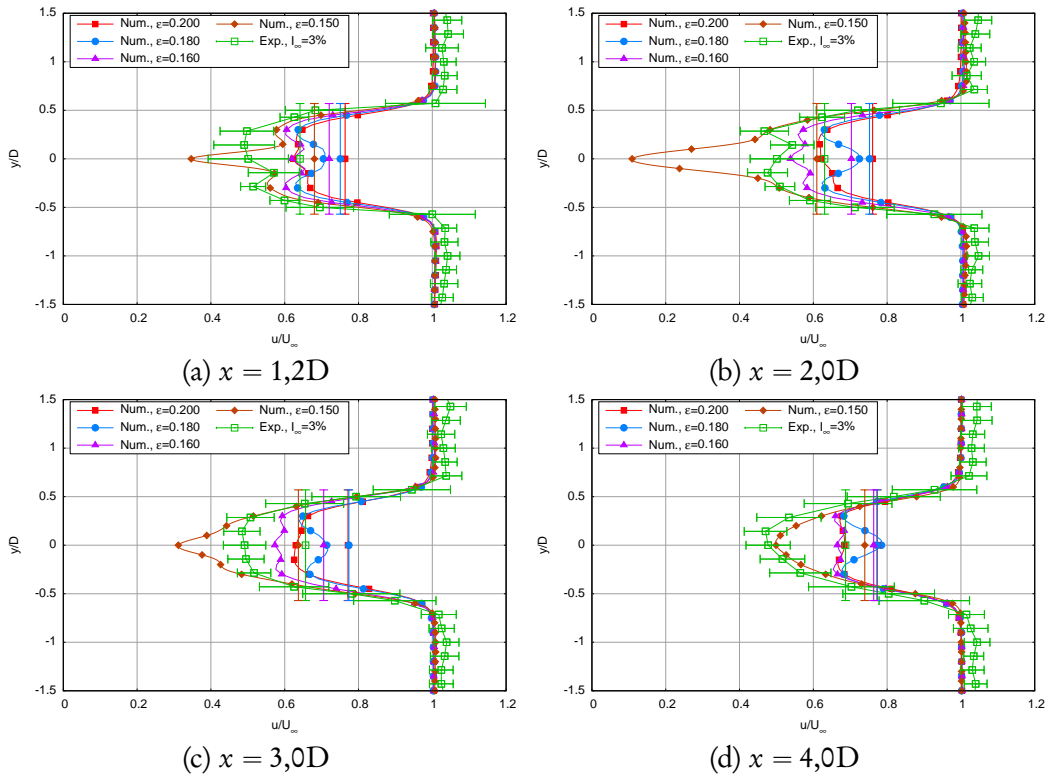 1.5
1
0.5
0
-0.5
-1
-1.5
y/D
Num., ε=0.200
Num., ε=0.180
Num., ε=0.160
Num., ε=0.150
Exp., I∞=3%
0 0.2 0.4 0.6 0.8 1 1.2
u/U∞
(a) x = 1,2D
1.5
1
0.5
0
-0.5
-1
-1.5
y/D
Num., ε=0.200
Num., ε=0.180
Num., ε=0.160
Num., ε=0.150
Exp., I∞=3%
0 0.2 0.4 0.6 0.8 1 1.2
u/U∞
(b) x = 2,0D
1.5
1
0.5
0
-0.5
-1
-1.5
y/D
Num., ε=0.200
Num., ε=0.180
Num., ε=0.160
Num., ε=0.150
Exp., I∞=3%
0 0.2 0.4 0.6 0.8 1 1.2
u/U∞
(c) x = 3,0D
1.5
1
0.5
0
-0.5
-1
-1.5
y/D
Num., ε=0.200
Num., ε=0.180
Num., ε=0.160
Num., ε=0.150
Exp., I∞=3%
0 0.2 0.4 0.6 0.8 1 1.2
u/U∞
(d) x = 4,0D